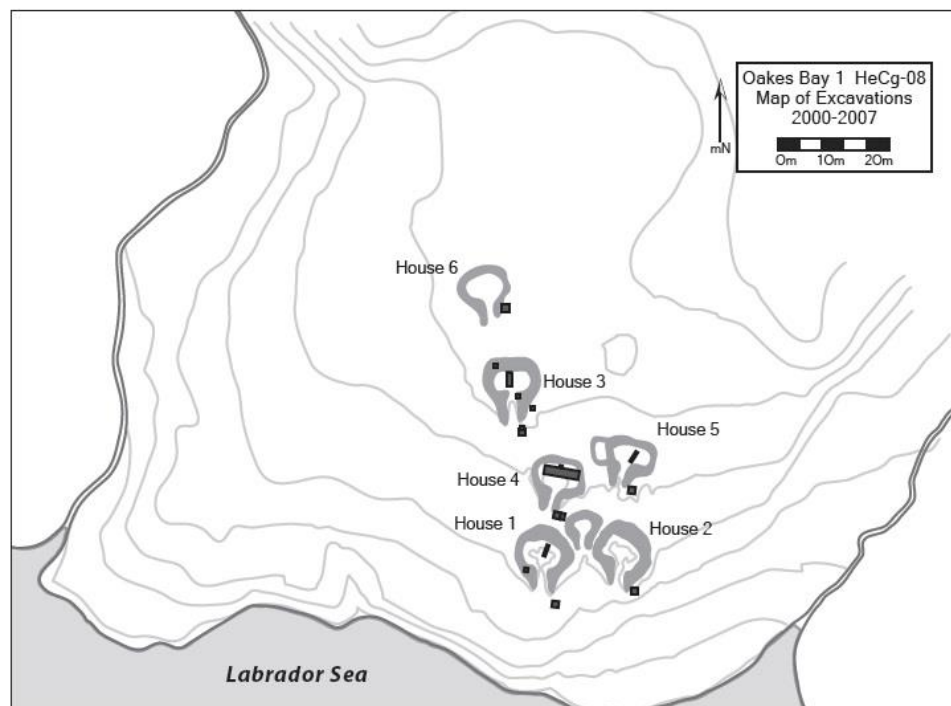 Oakes Bay 1 HeCg-08
Map of Excavations
2000-2007
mN
0m 10m 20m
House 6
House 3
House 5
House 4
House 1
House 2
Labrador Sea